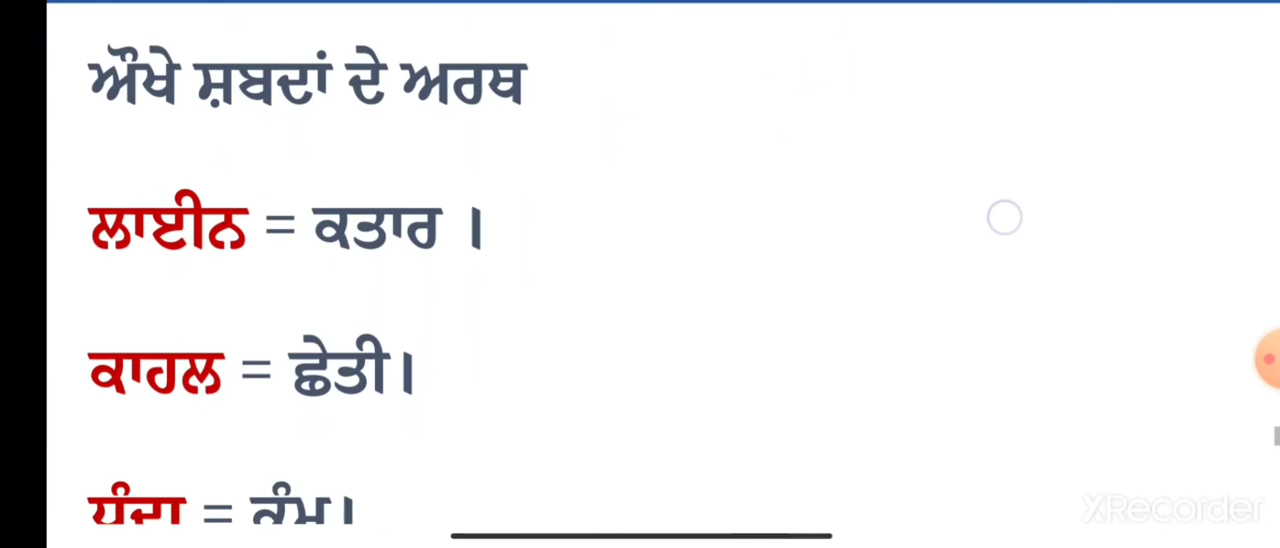 ਔਖੇ ਸ਼ਬਦਾਂ ਦੇ ਅਰਥ
ਲਾਈਨ = ਕਤਾਰ ।
ਕਾਹਲ = ਛੇਤੀ।
ਧੰਦਾ = ਕੰਮ।
XRecorder